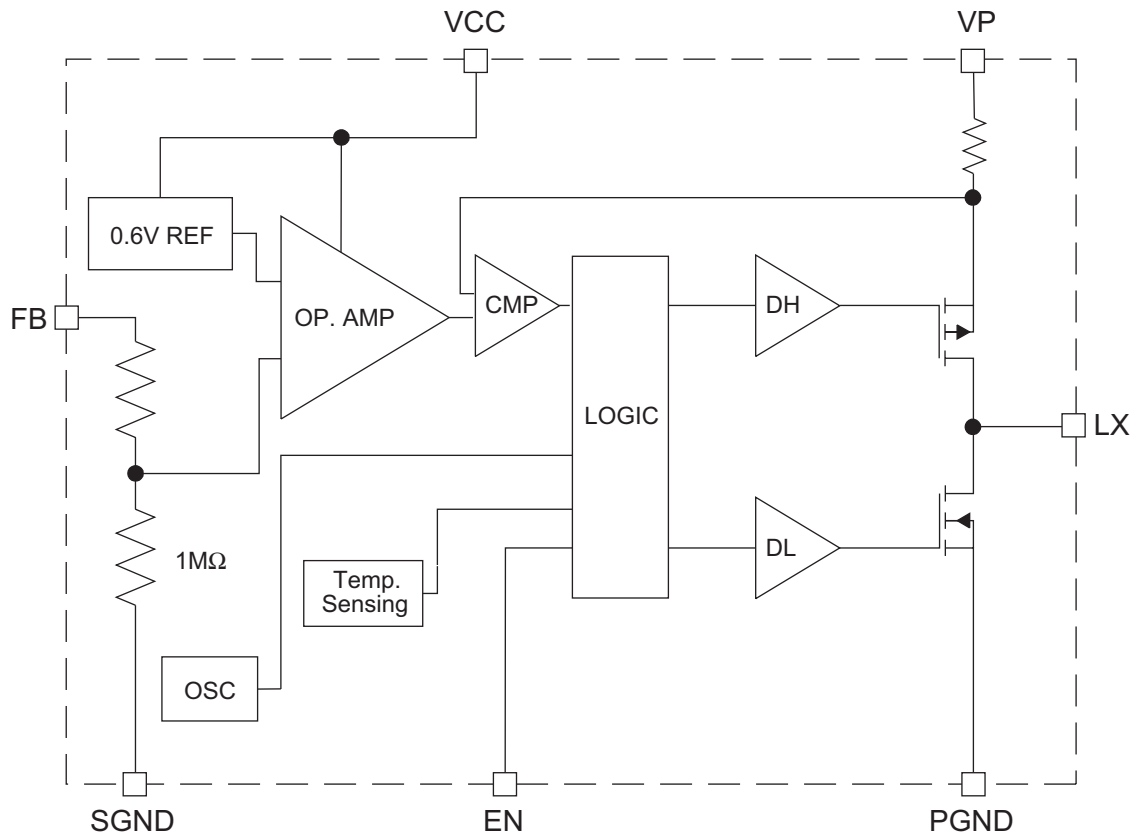 VCC
VP
0.6V REF
FB
OP. AMP
CMP
DH
LOGIC
LX
1MΩ
Temp.
Sensing
DL
OSC
SGND
EN
PGND